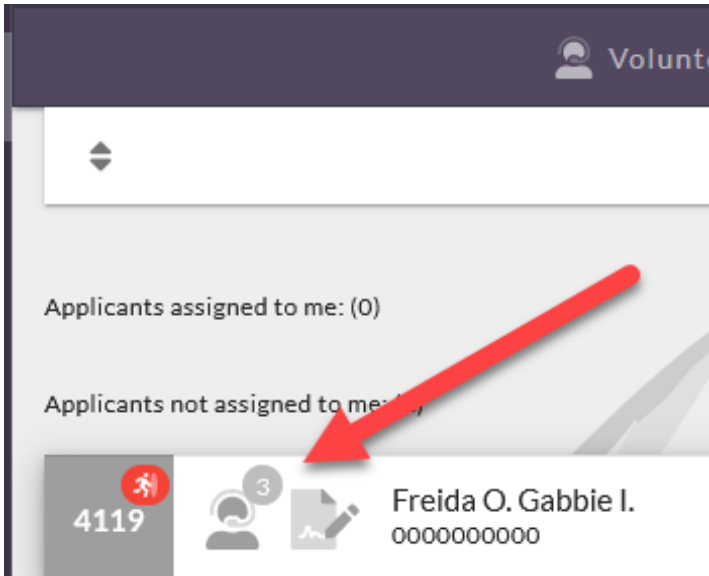 Volunt
Applicants assigned to me: (0)
Applicants not assigned to me:
3
4119
Freida O. Gabbie I.
0000000000